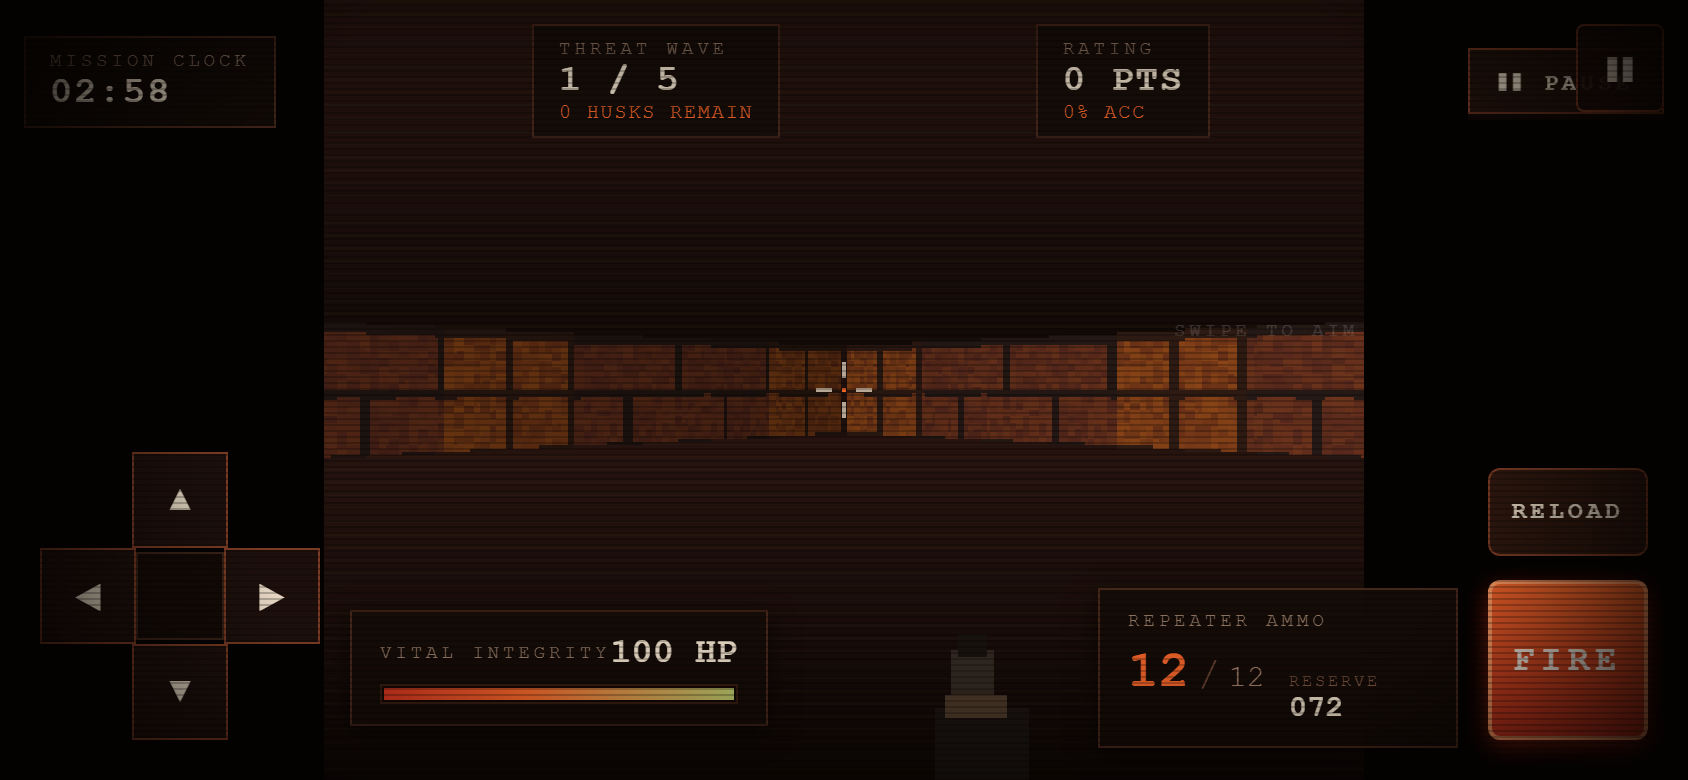 MISSION CLOCK
02:58
THREAT WAVE
1 / 5
0 HUSKS REMAIN
RATING
0 PTS
0% ACC
PAUSE
SWIPE TO AIM
RELOAD
FIRE
VITAL INTEGRITY 100 HP
REPEATER AMMO
12 / 12
RESERVE
072